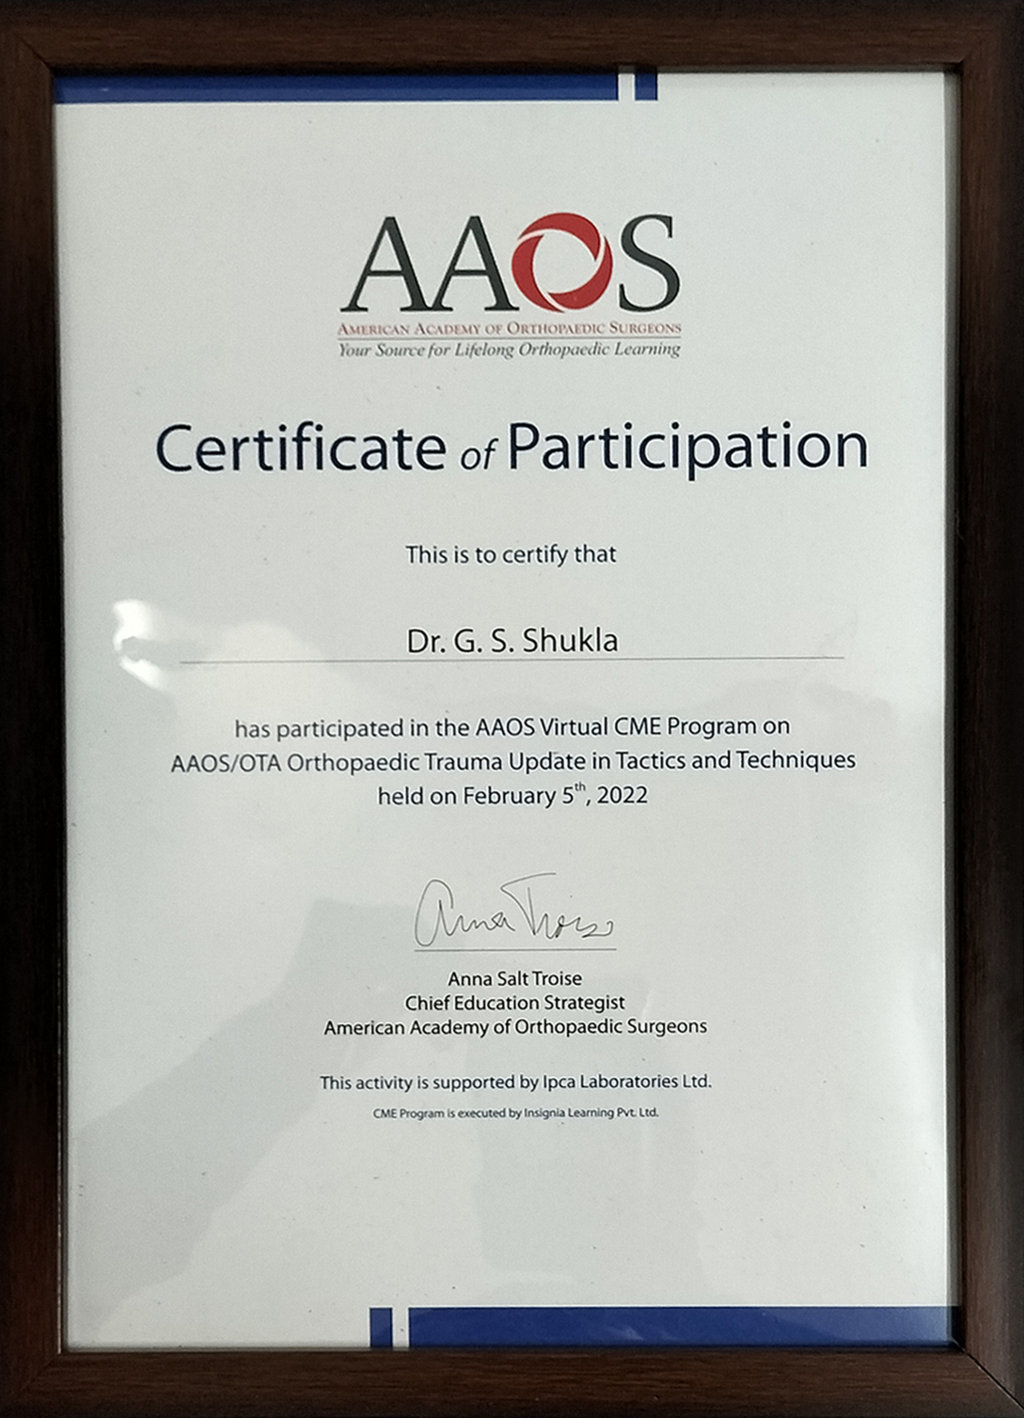 AAOS
AMERICAN ACADEMY OF ORTHOPAEDIC SURGEONS
Your Source for Lifelong Orthopaedic Learning
Certificate of Participation
This is to certify that
Dr. G. S. Shukla
has participated in the AAOS Virtual CME Program on
AAOS/OTA Orthopaedic Trauma Update in Tactics and Techniques
held on February 5th, 2022
Anna Troise
Anna Salt Troise
Chief Education Strategist
American Academy of Orthopaedic Surgeons
This activity is supported by Ipca Laboratories Ltd.
CME Program is executed by Insignia Learning Pvt. Ltd.